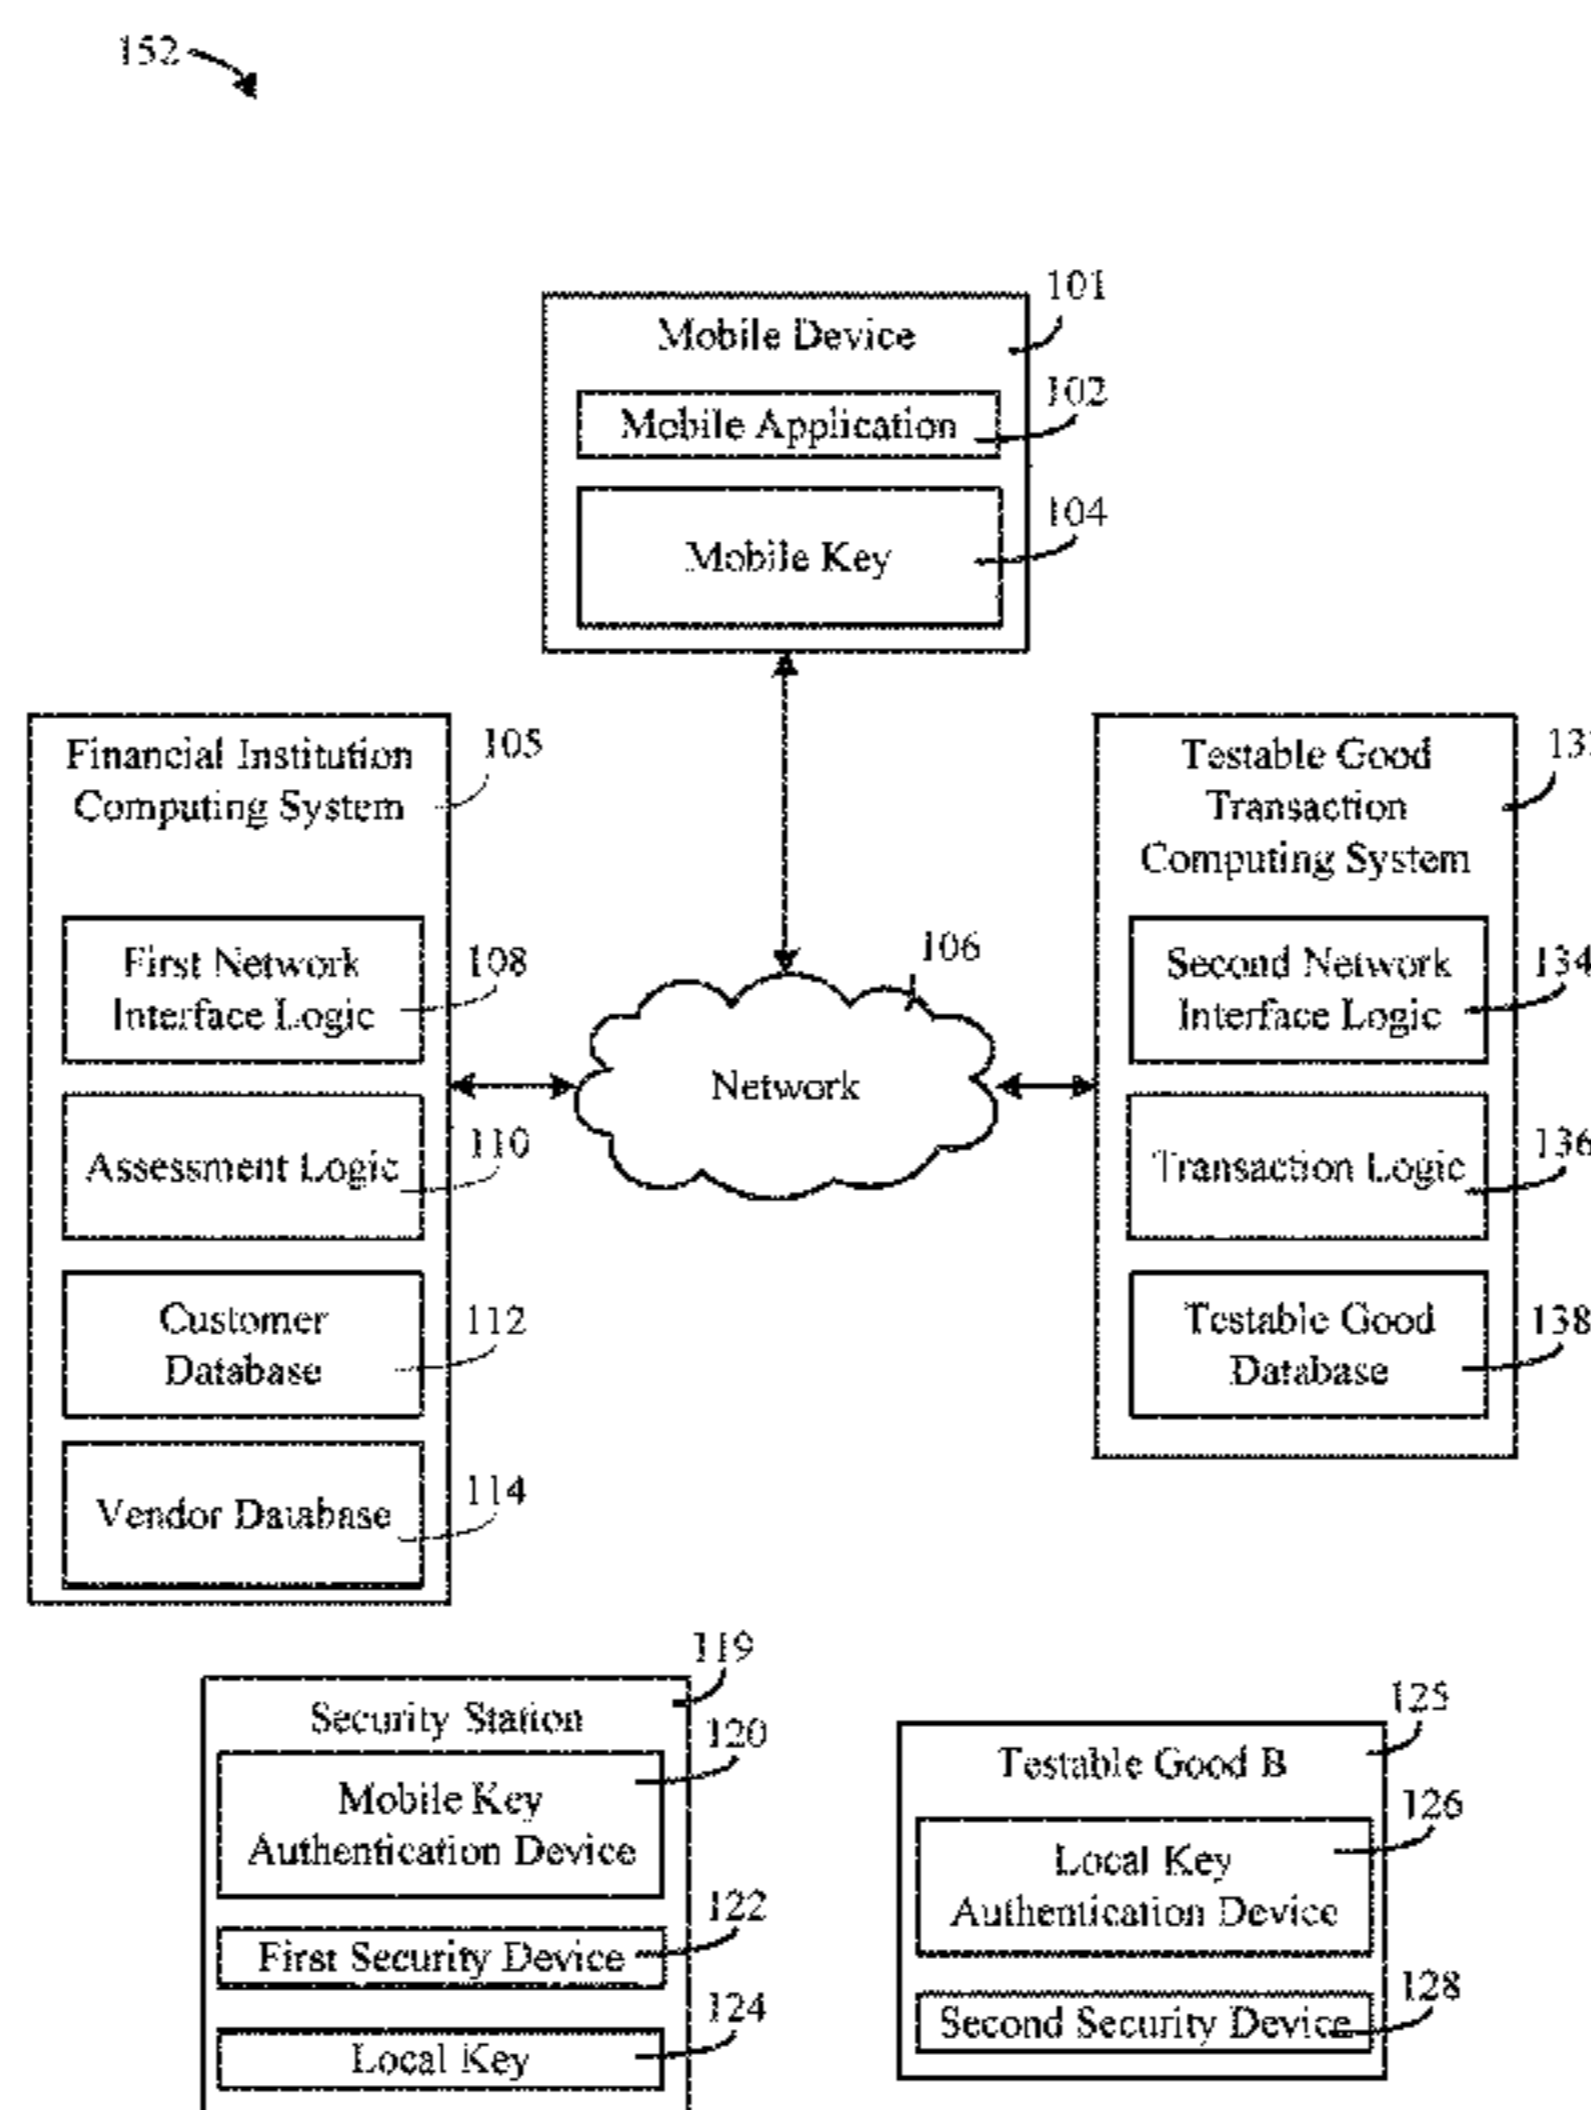 152
101
Mobile Device
102
Mobile Application
104
Mobile Key
Financial Institution
Computing System
105
First Network
Interface Logic
108
Assessment Logic
110
Customer
Database
112
Vendor Database
114
106
Network
Testable Good
Transaction
Computing System
Second Network
Interface Logic
134
Transaction Logic
136
Testable Good
Database
138
119
Security Station
120
Mobile Key
Authentication Device
122
First Security Device
124
Local Key
125
Testable Good B
126
Local Key
Authentication Device
128
Second Security Device